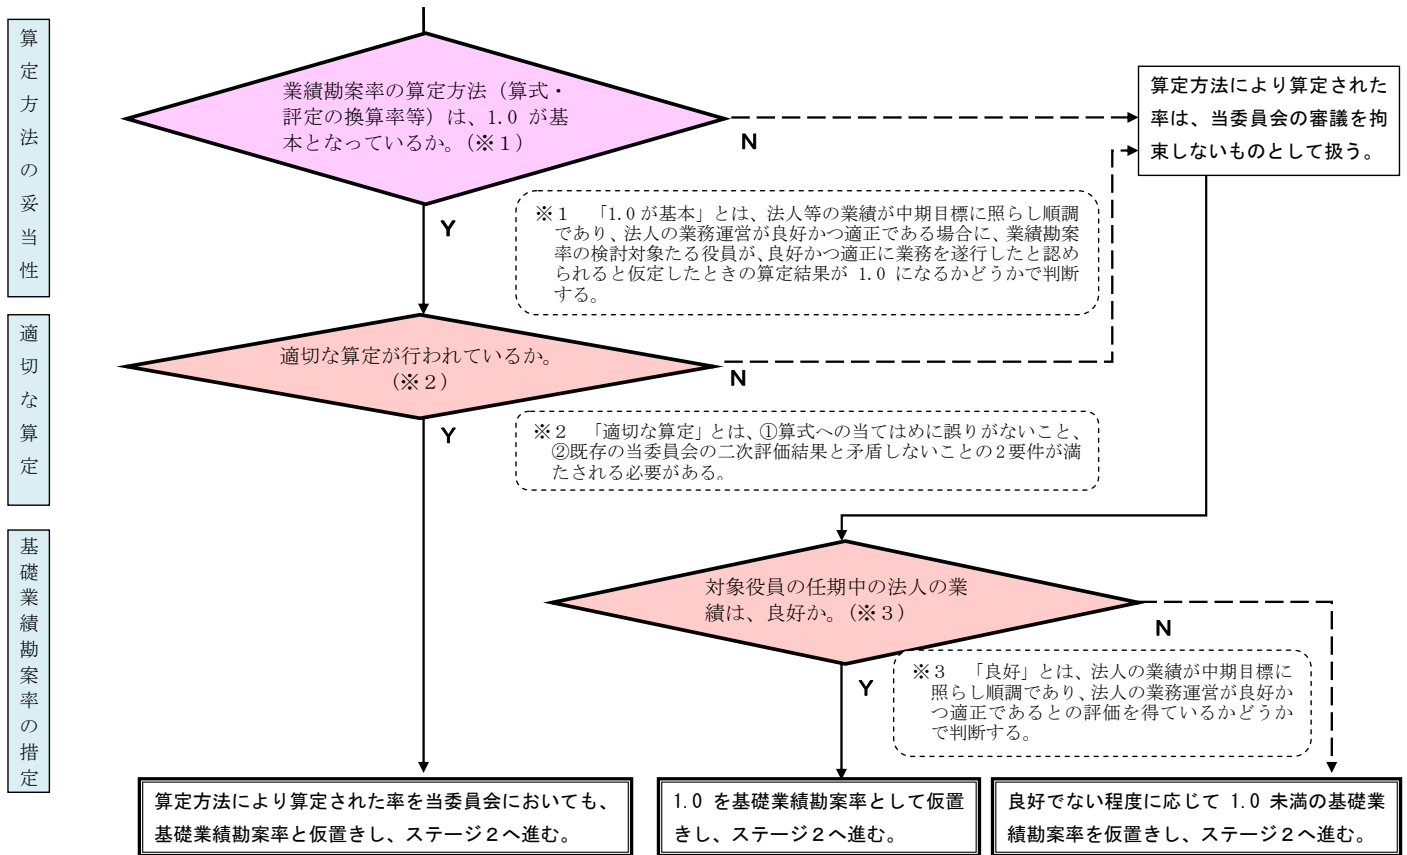 算定方法の妥当性
業績勘案率の算定方法（算式・
評定の換算率等）は、1.0 が基
本となっているか。（※１）
N
算定方法により算定された
率は、当委員会の審議を拘
束しないものとして扱う。
Y
※１　「1.0 が基本」とは、法人等の業績が中期目標に照らし順調
であり、法人の業務運営が良好かつ適正である場合に、業績勘案
率の検討対象たる役員が、良好かつ適正に業務を遂行したと認め
られると仮定したときの算定結果が 1.0 になるかどうかで判断
する。
適切な算定
適切な算定が行われているか。
（※２）
N
Y
※２　「適切な算定」とは、①算式への当てはめに誤りがないこと、
②既存の当委員会の二次評価結果と矛盾しないことの２要件が満
たされる必要がある。
基礎業績勘案率の措定
対象役員の任期中の法人の業
績は、良好か。（※３）
N
Y
※３　「良好」とは、法人の業績が中期目標に
照らし順調であり、法人の業務運営が良好か
つ適正であるとの評価を得ているかどうか
で判断する。
算定方法により算定された率を当委員会においても、
基礎業績勘案率と仮置きし、ステージ２へ進む。
1.0 を基礎業績勘案率として仮置
きし、ステージ２へ進む。
良好でない程度に応じて 1.0 未満の基礎業
績勘案率を仮置きし、ステージ２へ進む。